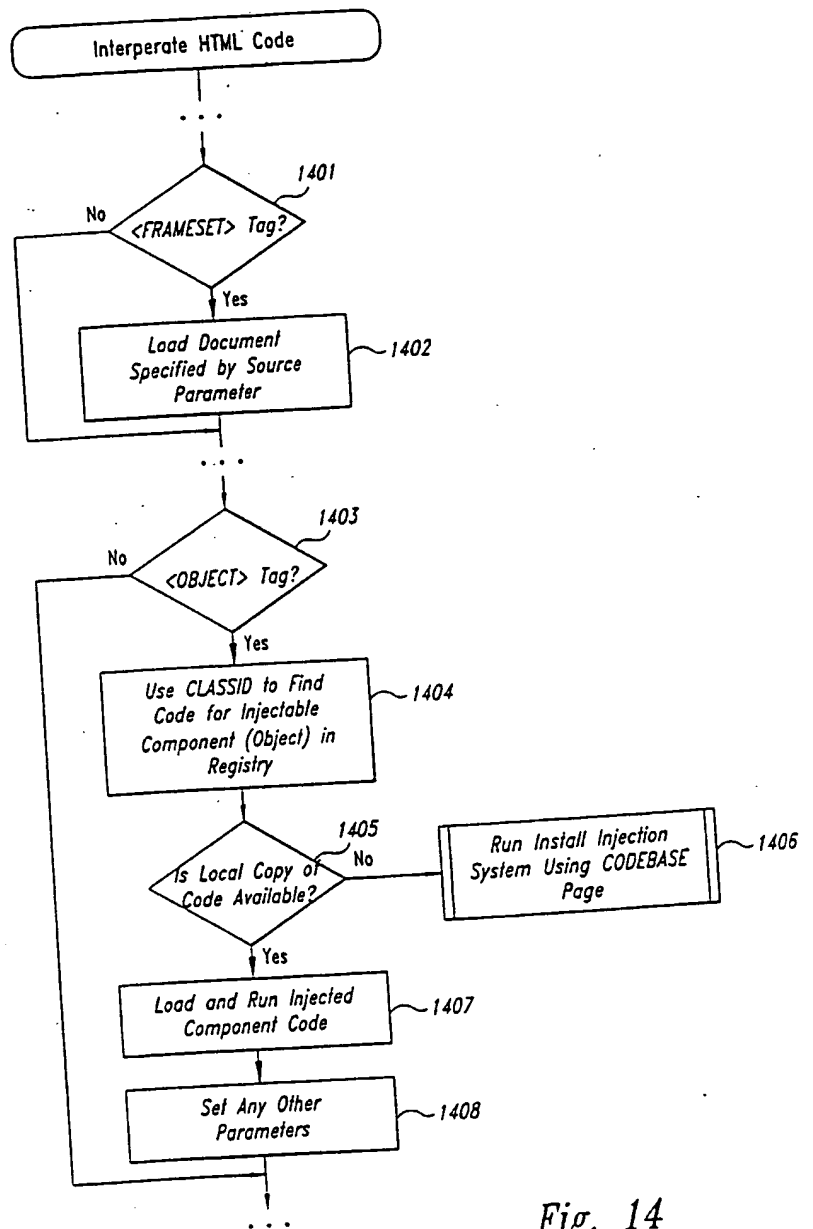 Interperate HTML Code
. . .
1401
No
<FRAMESET> Tag?
Yes
Load Document
Specified by Source
Parameter
1402
. . .
1403
No
<OBJECT> Tag?
Yes
Use CLASSID to Find
Code for Injectable
Component (Object) in
Registry
1404
1405
Is Local Copy of
Code Available?
No
Run Install Injection
System Using CODEBASE
Page
1406
Yes
Load and Run Injected
Component Code
1407
Set Any Other
Parameters
1408
. . .
Fig. 14